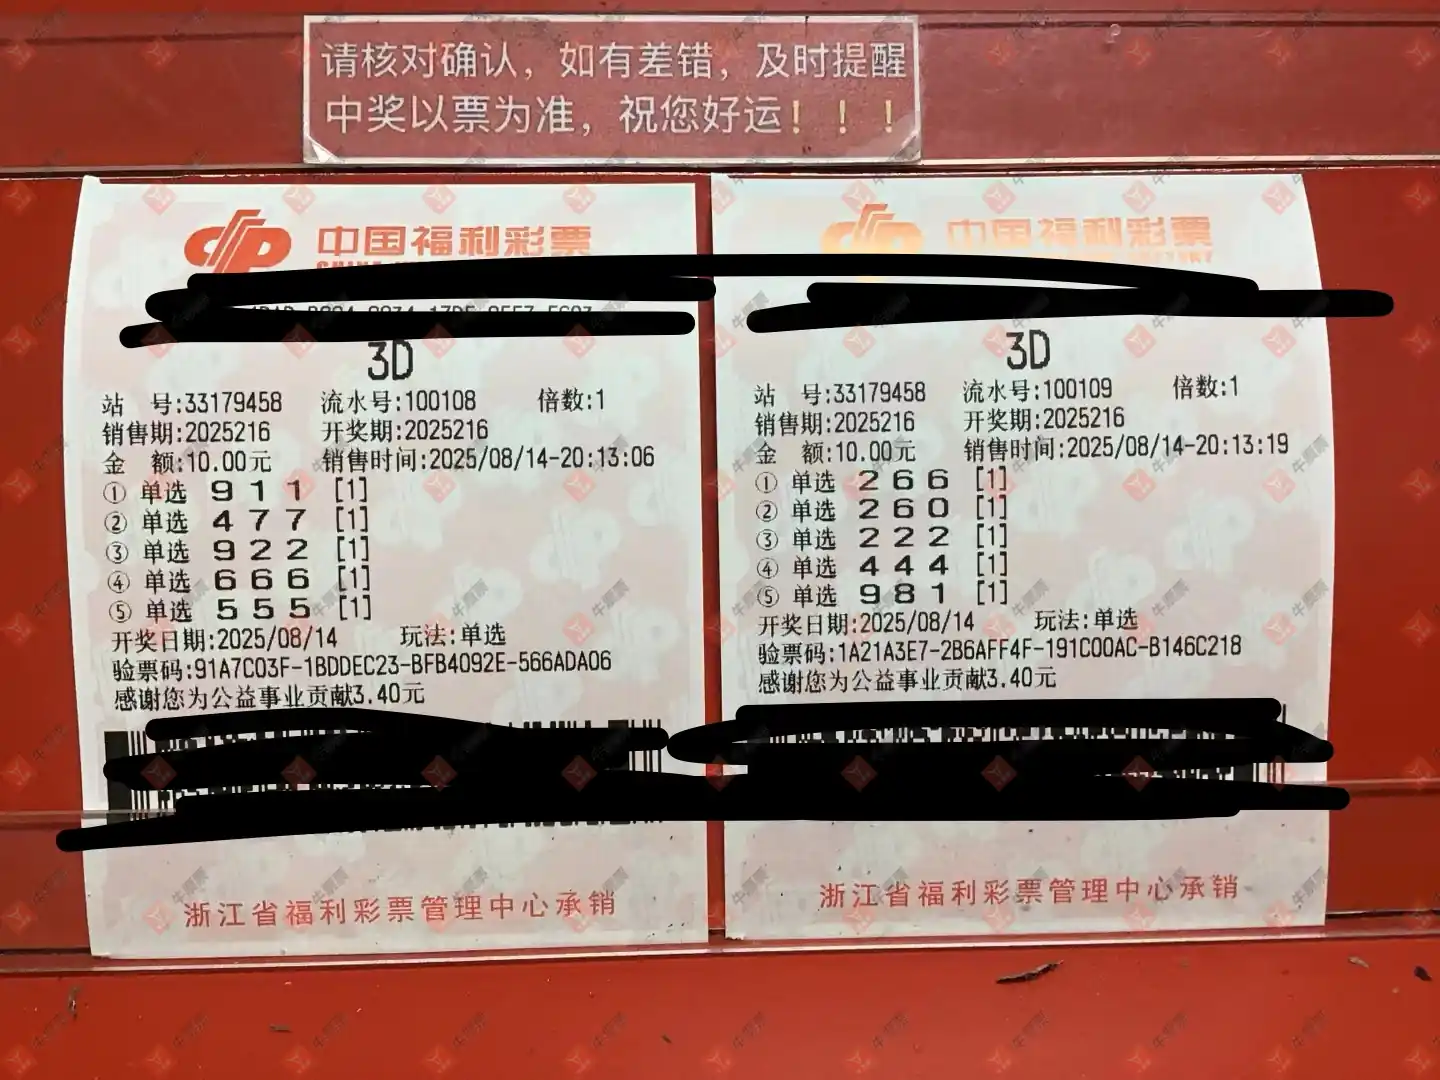 请核对确认，如有差错，及时提醒
中奖以票为准，祝您好运！！！
中国福利彩票
3D
站 号:33179458 流水号:100108 倍数:1
销售期:2025216 开奖期:2025216
金 额:10.00元 销售时间:2025/08/14-20:13:06
① 单选 9 1 1 [1]
② 单选 4 7 7 [1]
③ 单选 9 2 2 [1]
④ 单选 6 6 6 [1]
⑤ 单选 5 5 5 [1]
开奖日期:2025/08/14 玩法:单选
验票码:91A7C03F-1BDDEC23-BFB4092E-566ADA06
感谢您为公益事业贡献3.40元
浙江省福利彩票管理中心承销
中国福利彩票
3D
站 号:33179458 流水号:100109 倍数:1
销售期:2025216 开奖期:2025216
金 额:10.00元 销售时间:2025/08/14-20:13:19
① 单选 2 6 6 [1]
② 单选 2 6 0 [1]
③ 单选 2 2 2 [1]
④ 单选 4 4 4 [1]
⑤ 单选 9 8 1 [1]
开奖日期:2025/08/14 玩法:单选
验票码:1A21A3E7-2B6AFF4F-191C00AC-B146C218
感谢您为公益事业贡献3.40元
浙江省福利彩票管理中心承销